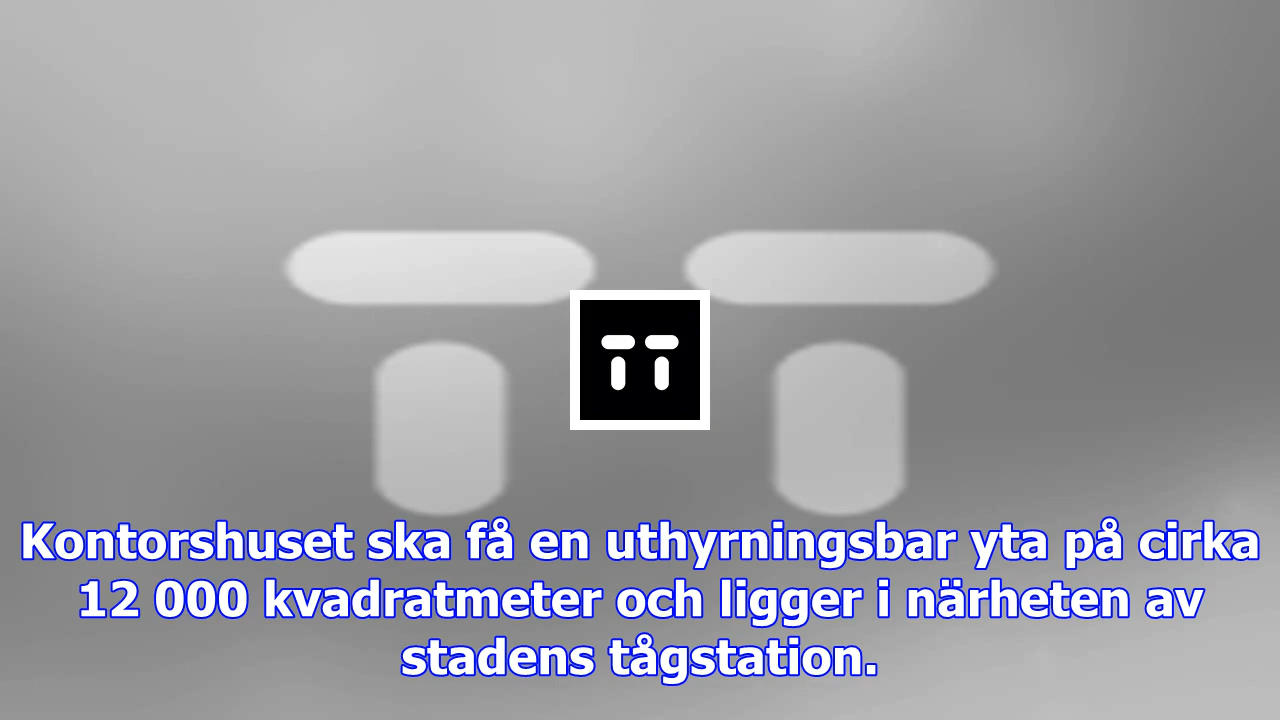 Kontorshuset ska få en uthyrningsbar yta på cirka
12 000 kvadratmeter och ligger i närheten av
stadens tågstation.